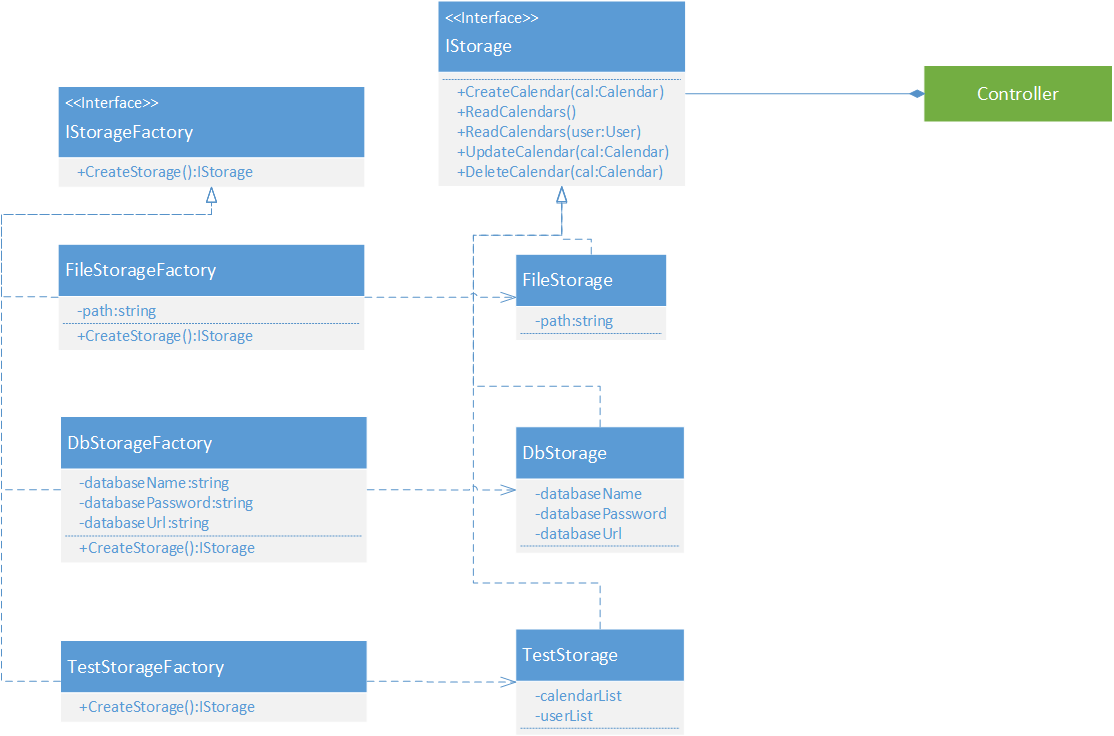 <<Interface>>
IStorage
+CreateCalendar(cal:Calendar)
+ReadCalendars()
+ReadCalendars(user:User)
+UpdateCalendar(cal:Calendar)
+DeleteCalendar(cal:Calendar)
Controller
<<Interface>>
IStorageFactory
+CreateStorage():IStorage
FileStorageFactory
-path:string
+CreateStorage():IStorage
FileStorage
-path:string
DbStorageFactory
-databaseName:string
-databasePassword:string
-databaseUrl:string
+CreateStorage():IStorage
DbStorage
-databaseName
-databasePassword
-databaseUrl
TestStorageFactory
+CreateStorage():IStorage
TestStorage
-calendarList
-userList